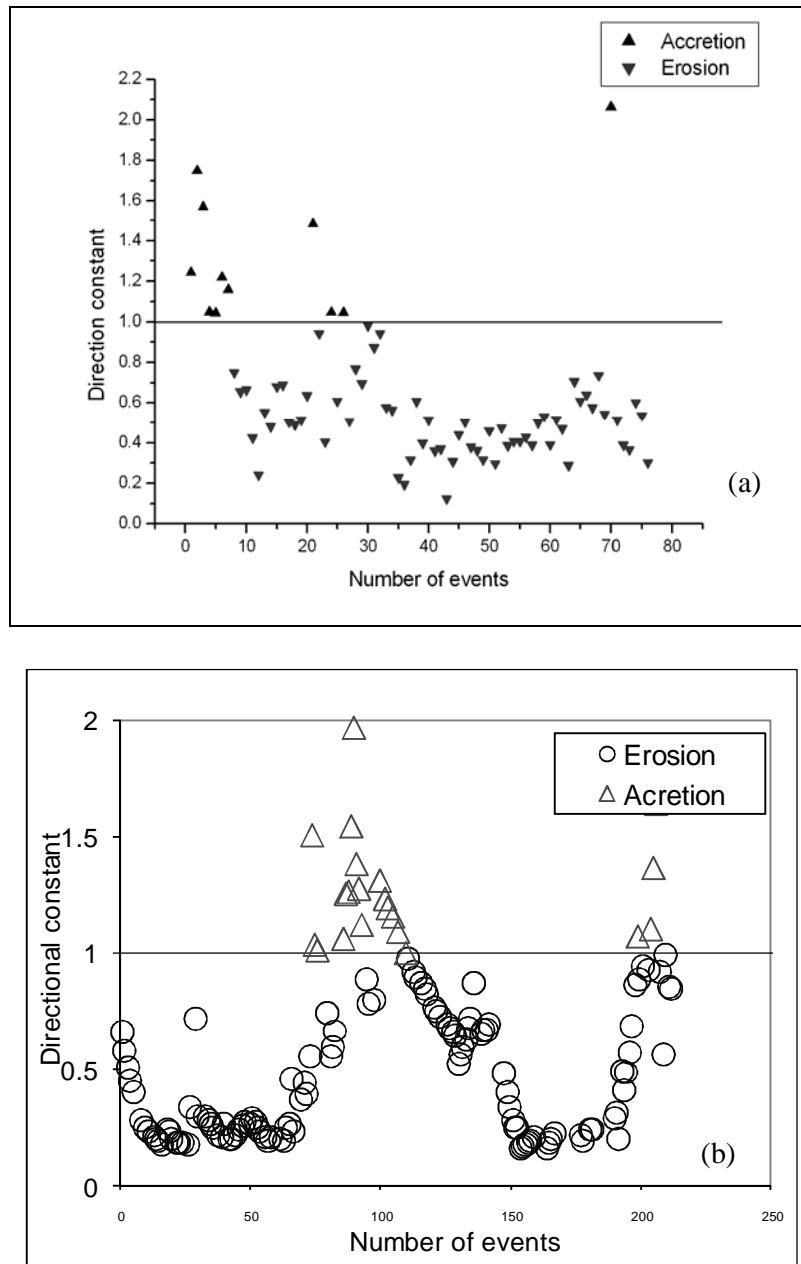 Accretion
Erosion
2.2
2.0
1.8
1.6
1.4
1.2
1.0
0.8
0.6
0.4
0.2
0.0
Direction constant
0 10 20 30 40 50 60 70 80
Number of events
(a)
2
1.5
1
0.5
0
Directional constant
Erosion
Acretion
0 50 100 150 200 250
Number of events
(b)